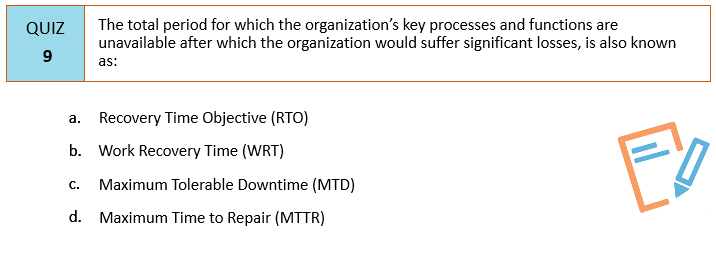 QUIZ
9
The total period for which the organization's key processes and functions are
unavailable after which the organization would suffer significant losses, is also known
as:
a. Recovery Time Objective (RTO)
b. Work Recovery Time (WRT)
c. Maximum Tolerable Downtime (MTD)
d. Maximum Time to Repair (MTTR)